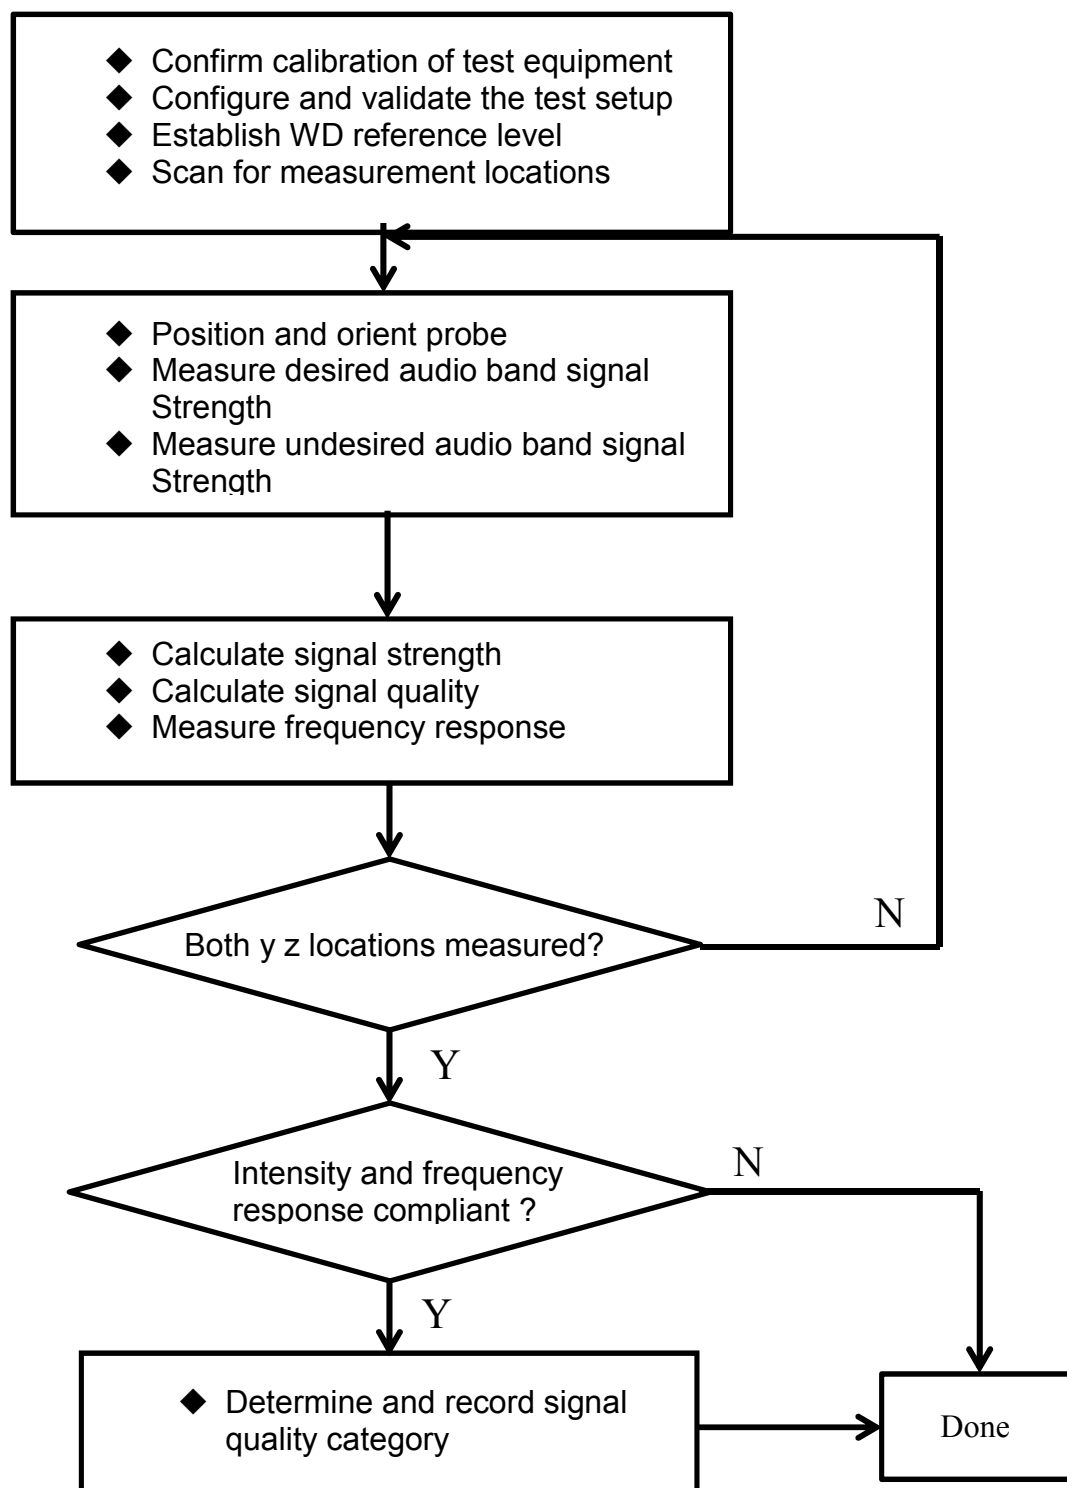 ◆ Confirm calibration of test equipment
◆ Configure and validate the test setup
◆ Establish WD reference level
◆ Scan for measurement locations
◆ Position and orient probe
◆ Measure desired audio band signal
Strength
◆ Measure undesired audio band signal
Strength
◆ Calculate signal strength
◆ Calculate signal quality
◆ Measure frequency response
Both y z locations measured?
N
Y
Intensity and frequency
response compliant ?
N
Y
◆ Determine and record signal
quality category
Done